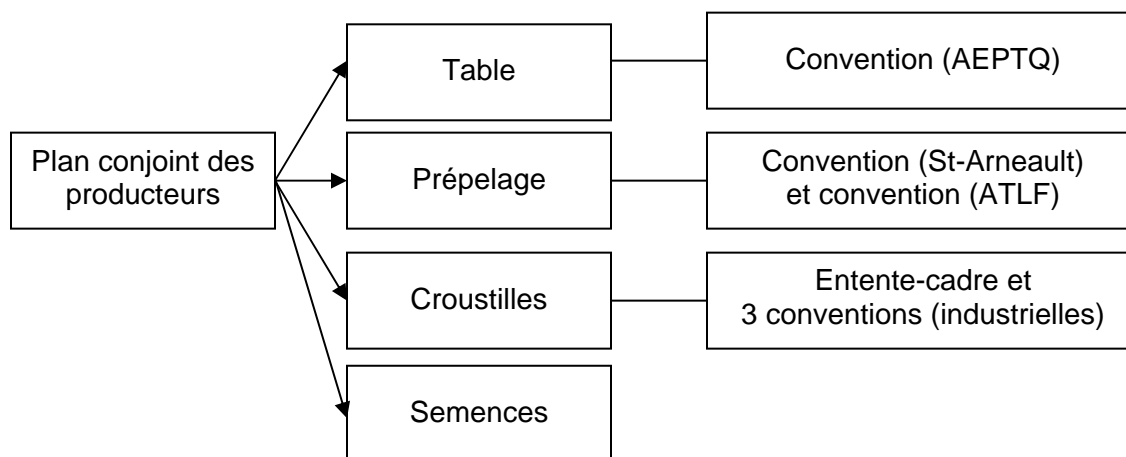 Plan conjoint des
producteurs
Table
Convention (AEPTQ)
Prépelage
Convention (St-Arneault)
et convention (ATLF)
Croustilles
Entente-cadre et
3 conventions (industrielles)
Semences